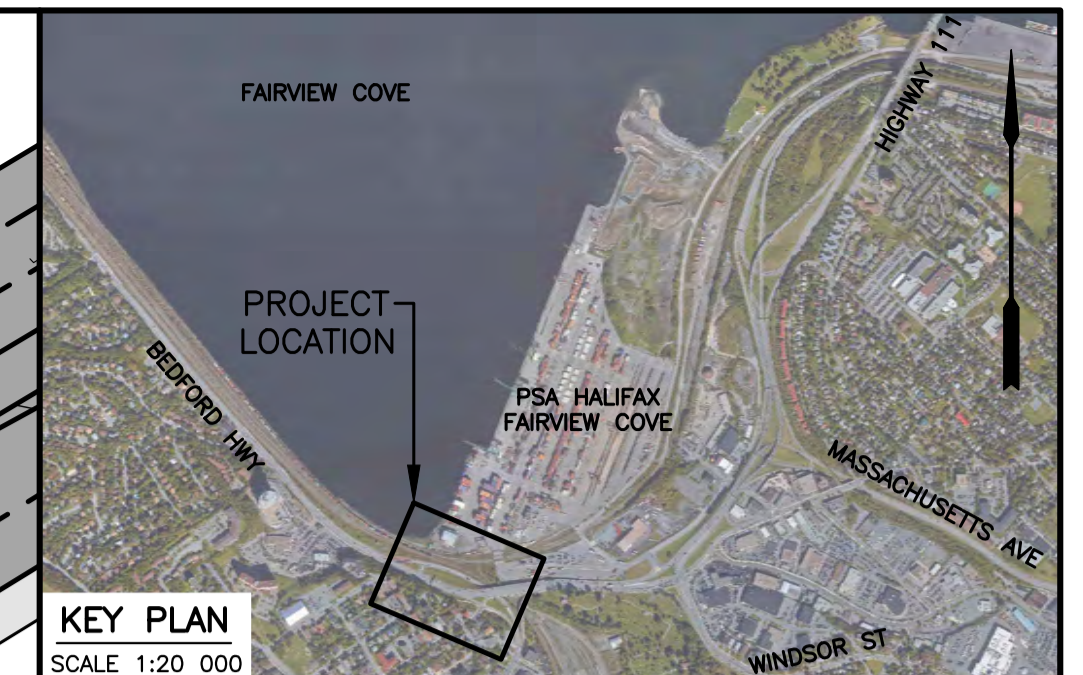 FAIRVIEW COVE
HIGHWAY 111
PROJECT
LOCATION
BEDFORD HWY
PSA HALIFAX
FAIRVIEW COVE
MASSACHUSETTS AVE
KEY PLAN
SCALE 1:20 000
WINDSOR ST